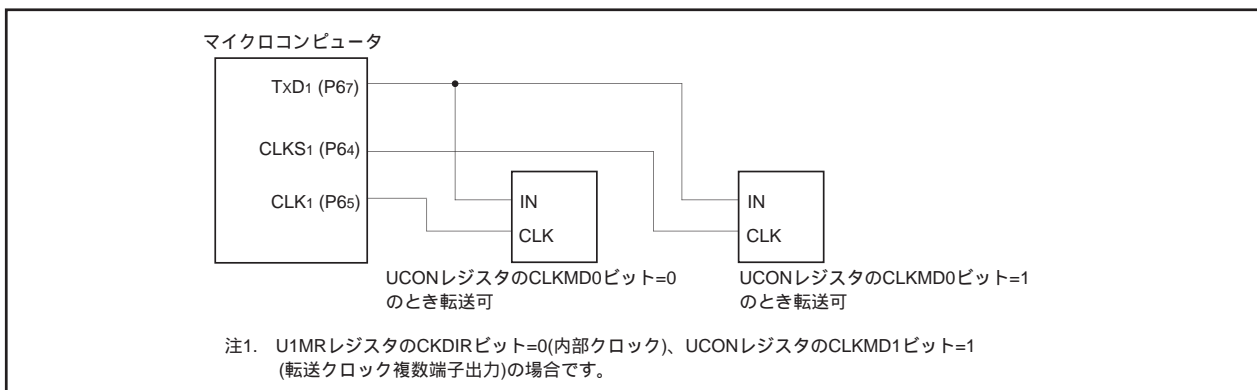 マイクロコンピュータ
TXD1 (P67)
CLKS1 (P64)
CLK1 (P65)
IN
CLK
IN
CLK
UCONレジスタのCLKMD0ビット=0
のとき転送可
UCONレジスタのCLKMD0ビット=1
のとき転送可
注1. U1MRレジスタのCKDIRビット=0(内部クロック)、UCONレジスタのCLKMD1ビット=1
(転送クロック複数端子出力)の場合です。